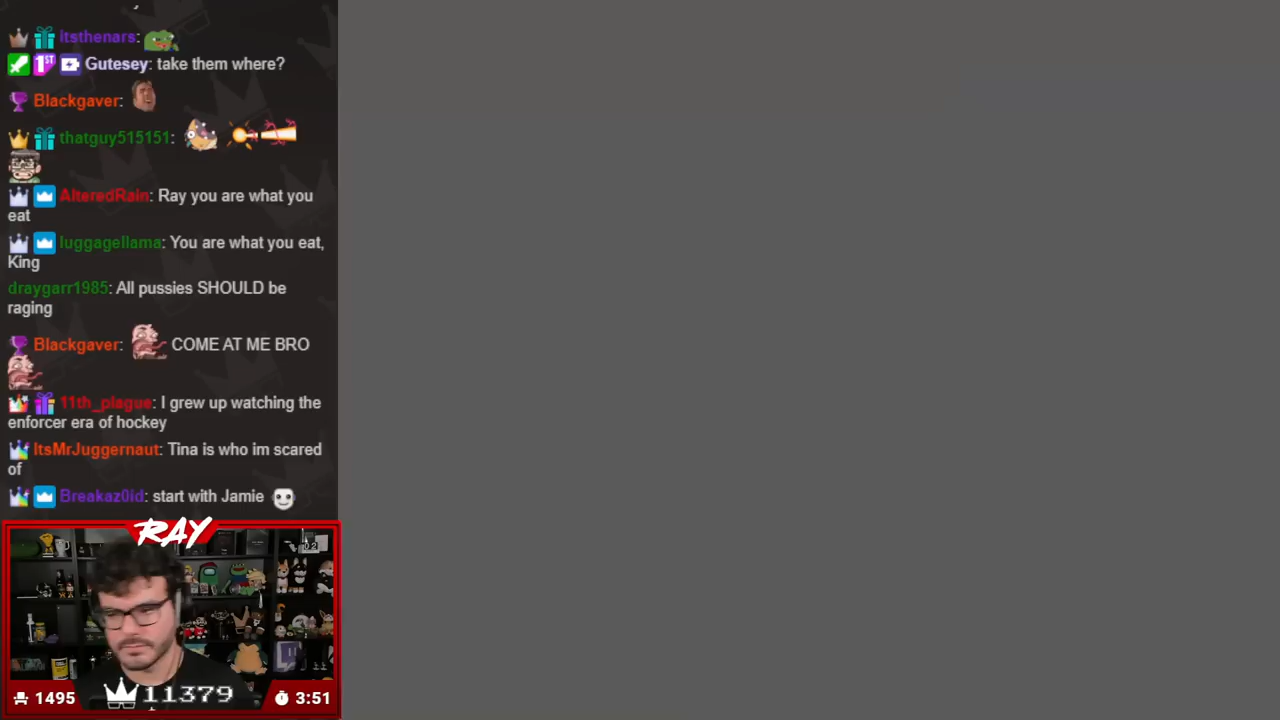 itsthenars:
1ST Gutesey: take them where?
Blackgaver:
thatguy515151:
AlteredRain: Ray you are what you
eat
luggagellama: You are what you eat,
King
draygarr1985: All pussies SHOULD be
raging
Blackgaver: COME AT ME BRO
11th_plague: I grew up watching the
enforcer era of hockey
ItsMrJuggernaut: Tina is who im scared
of
Breakaz0id: start with Jamie
RAY
1495 11379 3:51